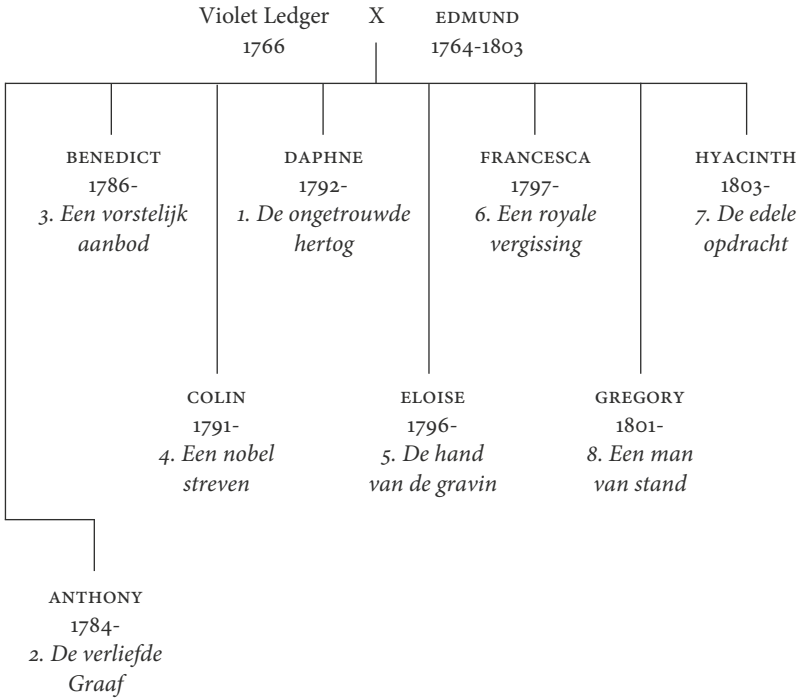 Violet Ledger X EDMUND
1766 1764-1803
BENEDICT
1786-
3. Een vorstelijk
aanbod
DAPHNE
1792-
1. De ongetrouwde
hertog
FRANCESCA
1797-
6. Een royale
vergissing
HYACINTH
1803-
7. De edele
opdracht
COLIN
1791-
4. Een nobel
streven
ELOISE
1796-
5. De hand
van de gravin
GREGORY
1801-
8. Een man
van stand
ANTHONY
1784-
2. De verliefde
Graaf